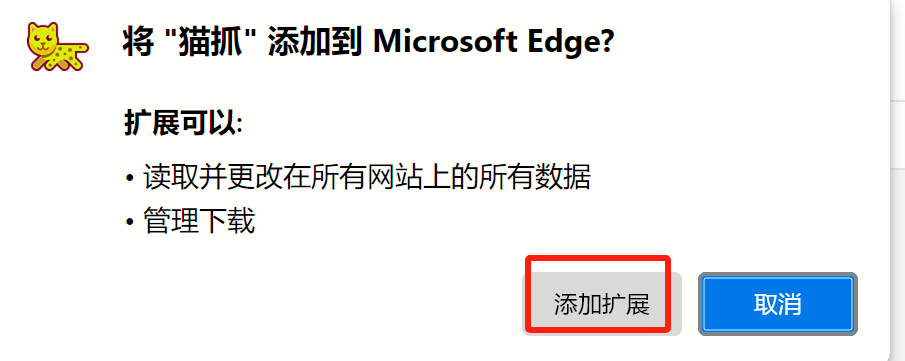 将 "猫抓" 添加到 Microsoft Edge?
扩展可以:
• 读取并更改在所有网站上的所有数据
• 管理下载
添加扩展 取消